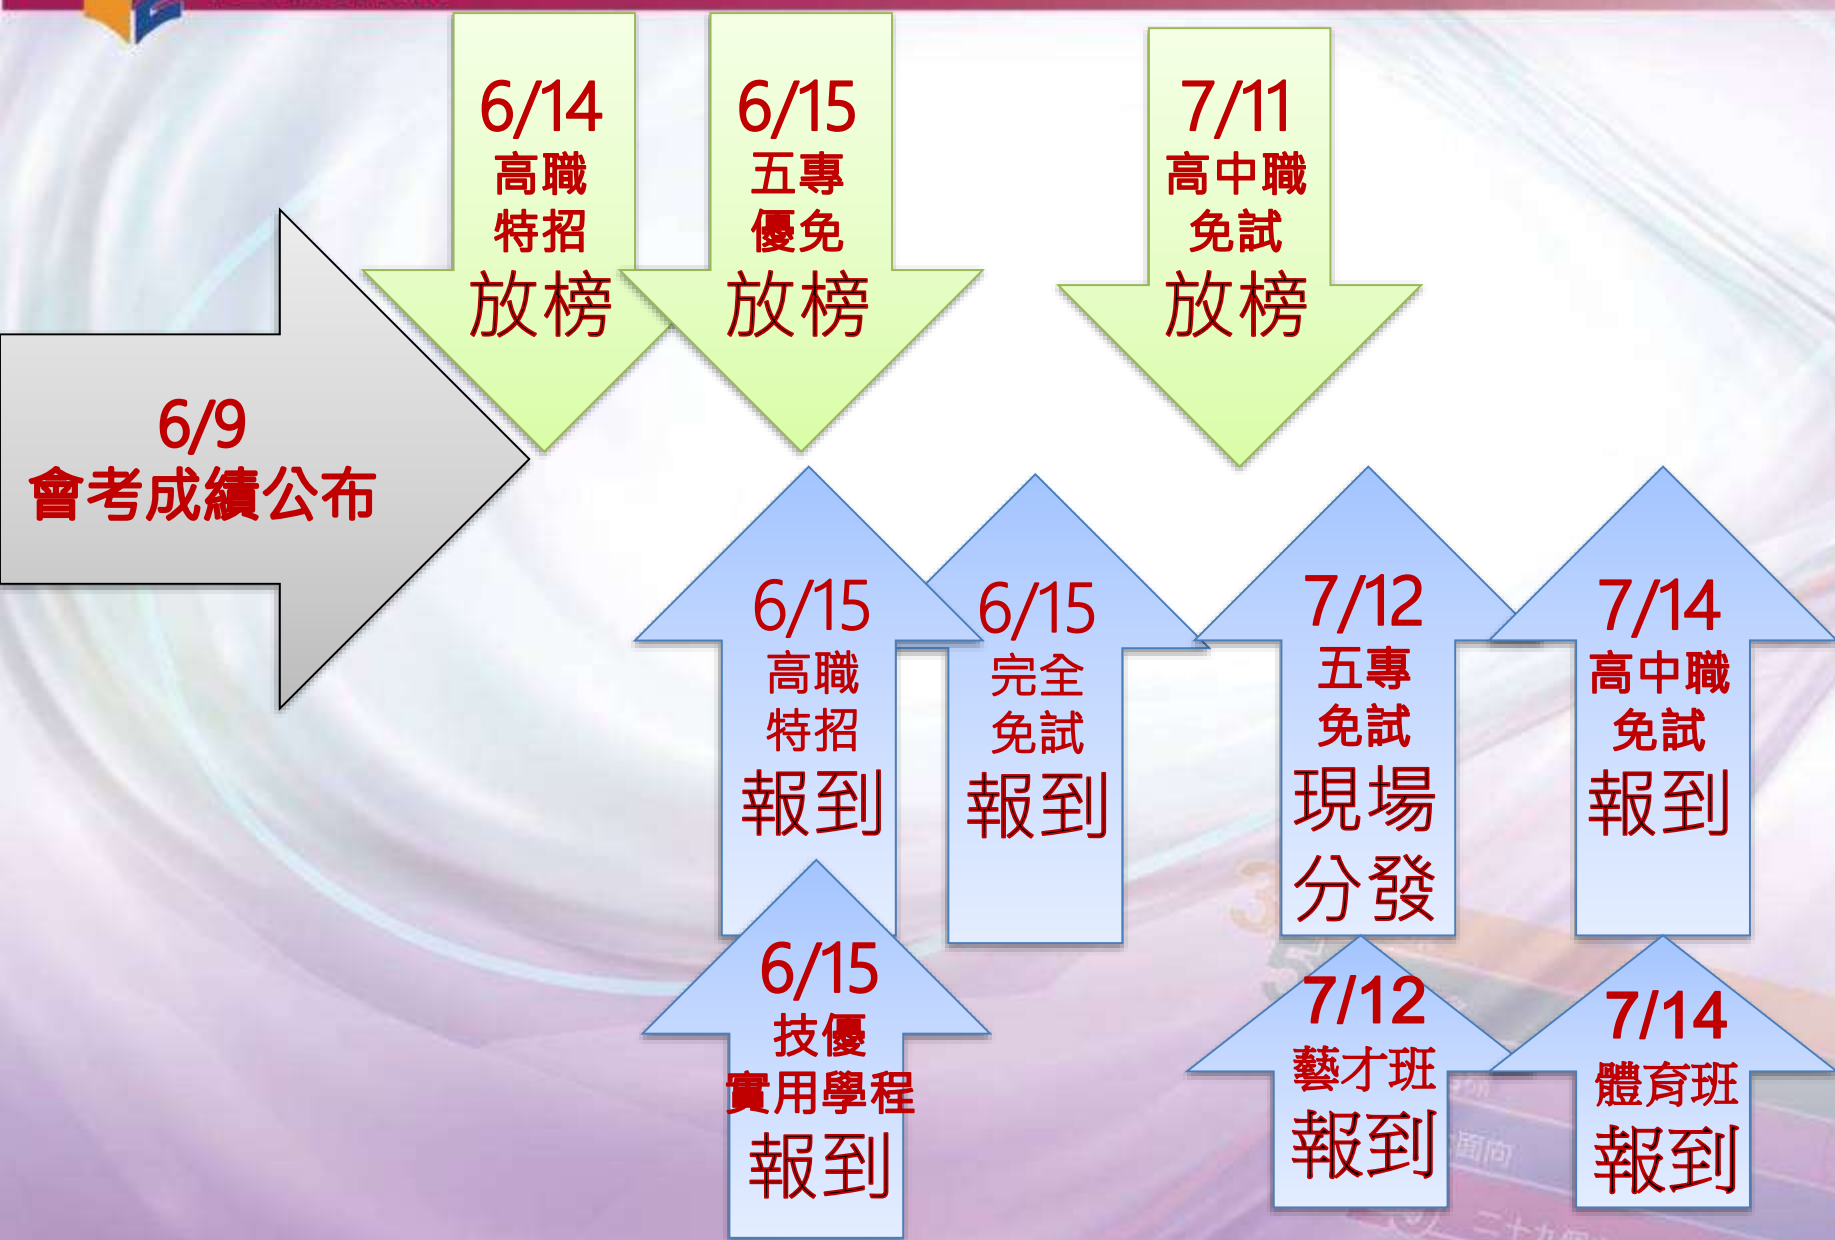 6/14
高職
特招
放榜
6/15
五專
優免
放榜
7/11
高中職
免試
放榜
6/9
會考成績公布
6/15
高職
特招
報到
6/15
完全
免試
報到
7/12
五專
免試
現場
分發
7/14
高中職
免試
報到
6/15
技優
實用學程
報到
7/12
藝才班
報到
7/14
體育班
報到
面向